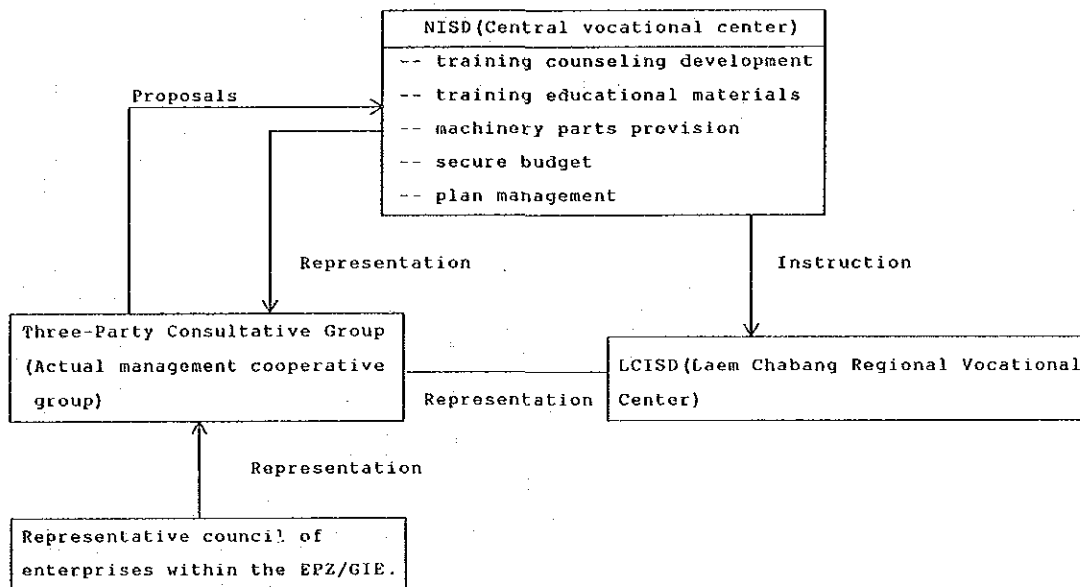 NISD(Central vocational center)
-- training counseling development
-- training educational materials
-- machinery parts provision
-- secure budget
-- plan management
Proposals
Representation
Instruction
Three-Party Consultative Group
(Actual management cooperative
group)
Representation
LCISD(Laem Chabang Regional Vocational
Center)
Representation
Representative council of
enterprises within the EPZ/GIE.